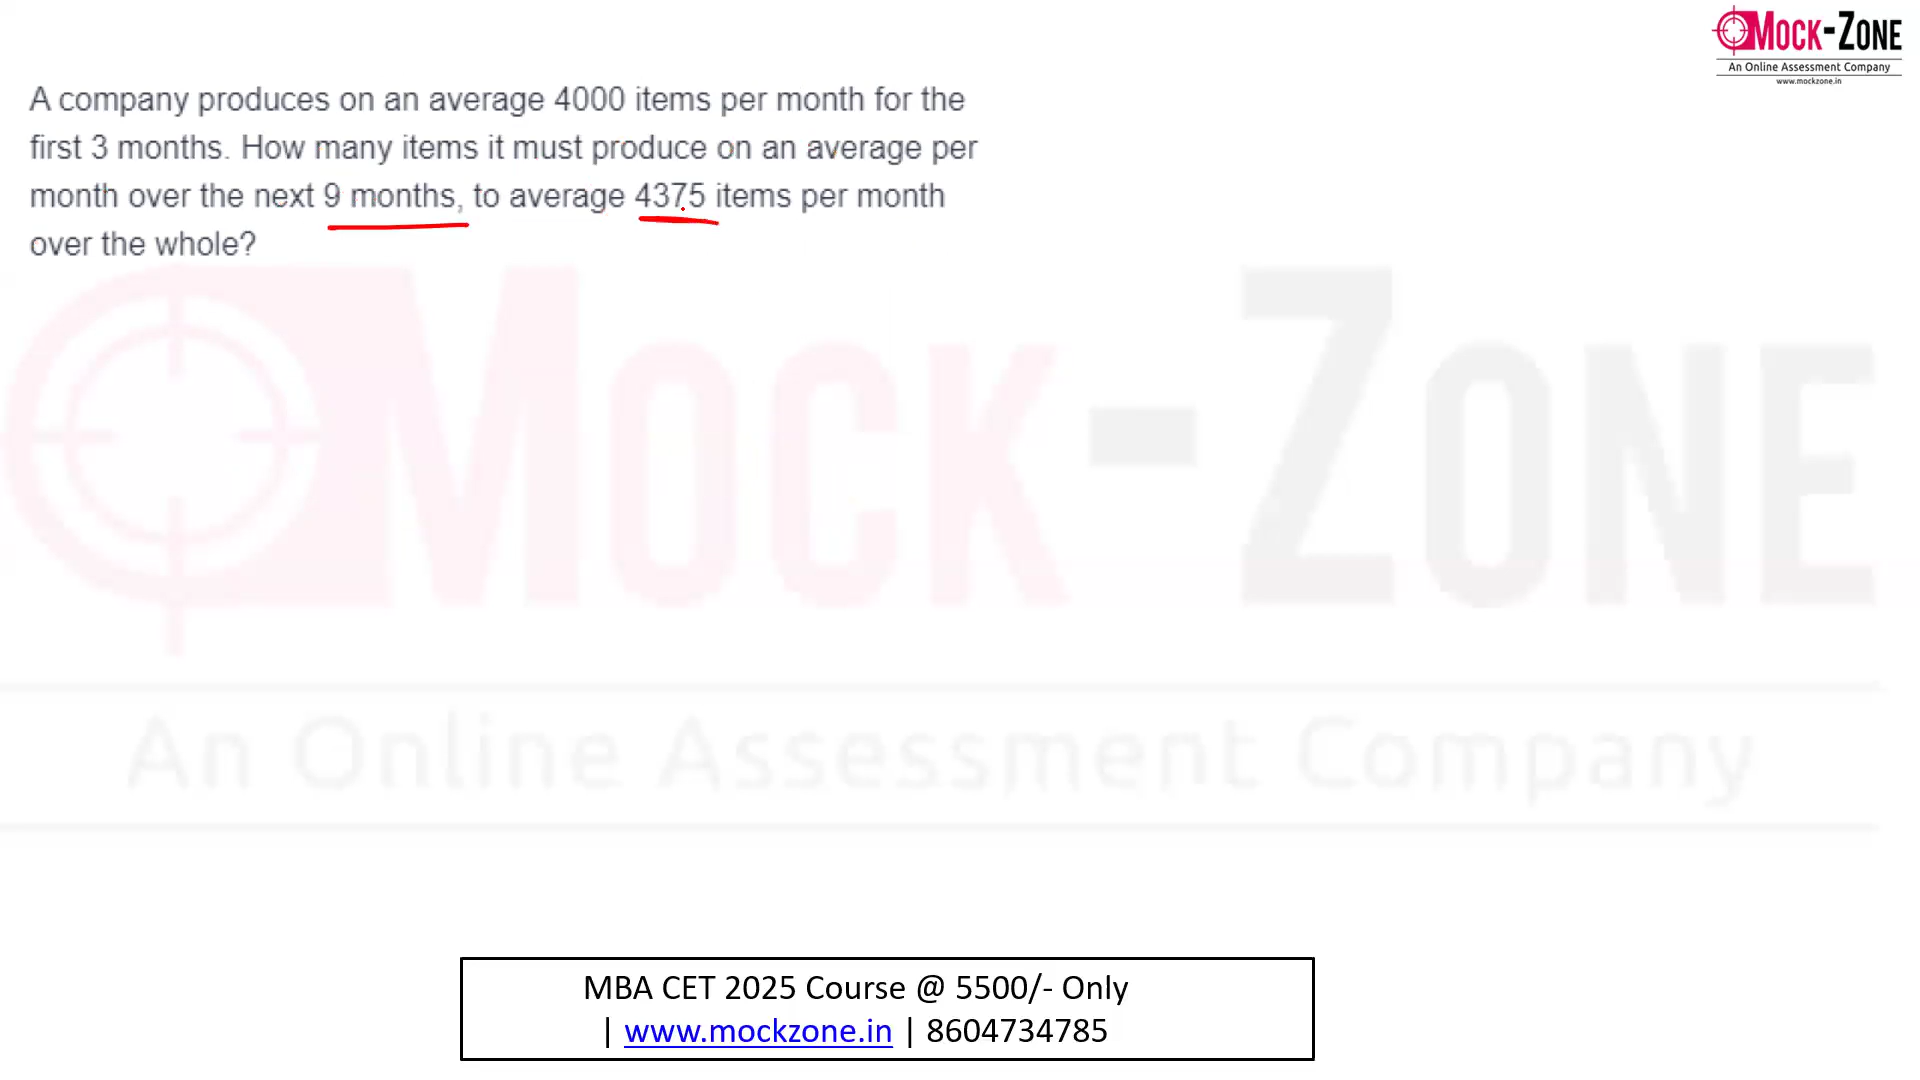 Mock-Zone
An Online Assessment Company
www.mockzone.in
A company produces on an average 4000 items per month for the
first 3 months. How many items it must produce on an average per
month over the next 9 months, to average 4375 items per month
over the whole?
Mock-Zone
An Online Assessment Company
MBA CET 2025 Course @ 5500/- Only
| www.mockzone.in | 8604734785